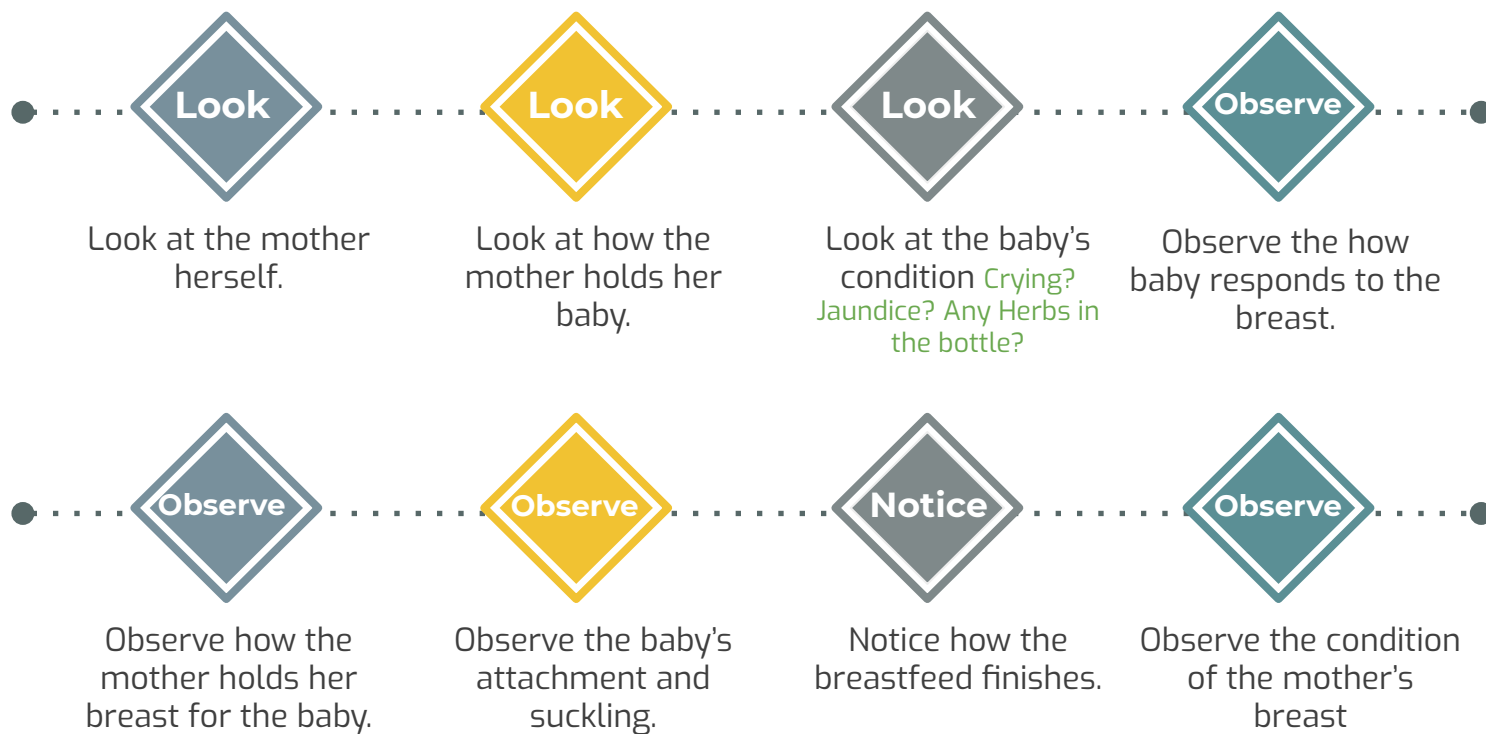 Look
Look at the mother
herself.
Look
Look at how the
mother holds her
baby.
Look
Look at the baby’s
condition Crying?
Jaundice? Any Herbs in
the bottle?
Observe
Observe the how
baby responds to the
breast.
Observe
Observe how the
mother holds her
breast for the baby.
Observe
Observe the baby’s
attachment and
suckling.
Notice
Notice how the
breastfeed finishes.
Observe
Observe the condition
of the mother’s
breast